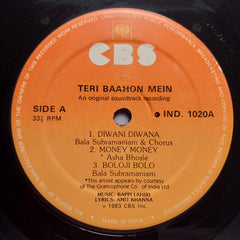 CBS
TERI BAAHON MEIN
SIDE A
An original soundtrack recording
IND. 1020A
33⅓ RPM
1. DIWANI DIWANA
Bala Subramaniam & Chorus
2. MONEY MONEY
* Asha Bhosle
3. BOLOJI BOLO
Bala Subramaniam
*This artiste appears by courtesy
of The Gramophone Co. of India Ltd.
MUSIC: BAPPI LAHIRI
LYRICS: AMIT KHANNA
℗ 1983 CBS Inc.
MADE IN INDIA